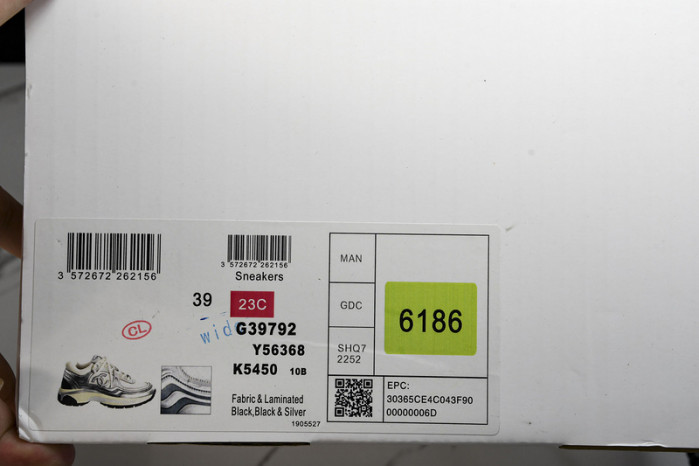 3 572672 262156
3 572672 262156
Sneakers
39
23C
CL
wide
G39792
Y56368
K5450 10B
Fabric & Laminated
Black,Black & Silver
1905527
MAN
GDC
SHQ7
2252
6186
EPC:
30365CE4C043F90
00000006D